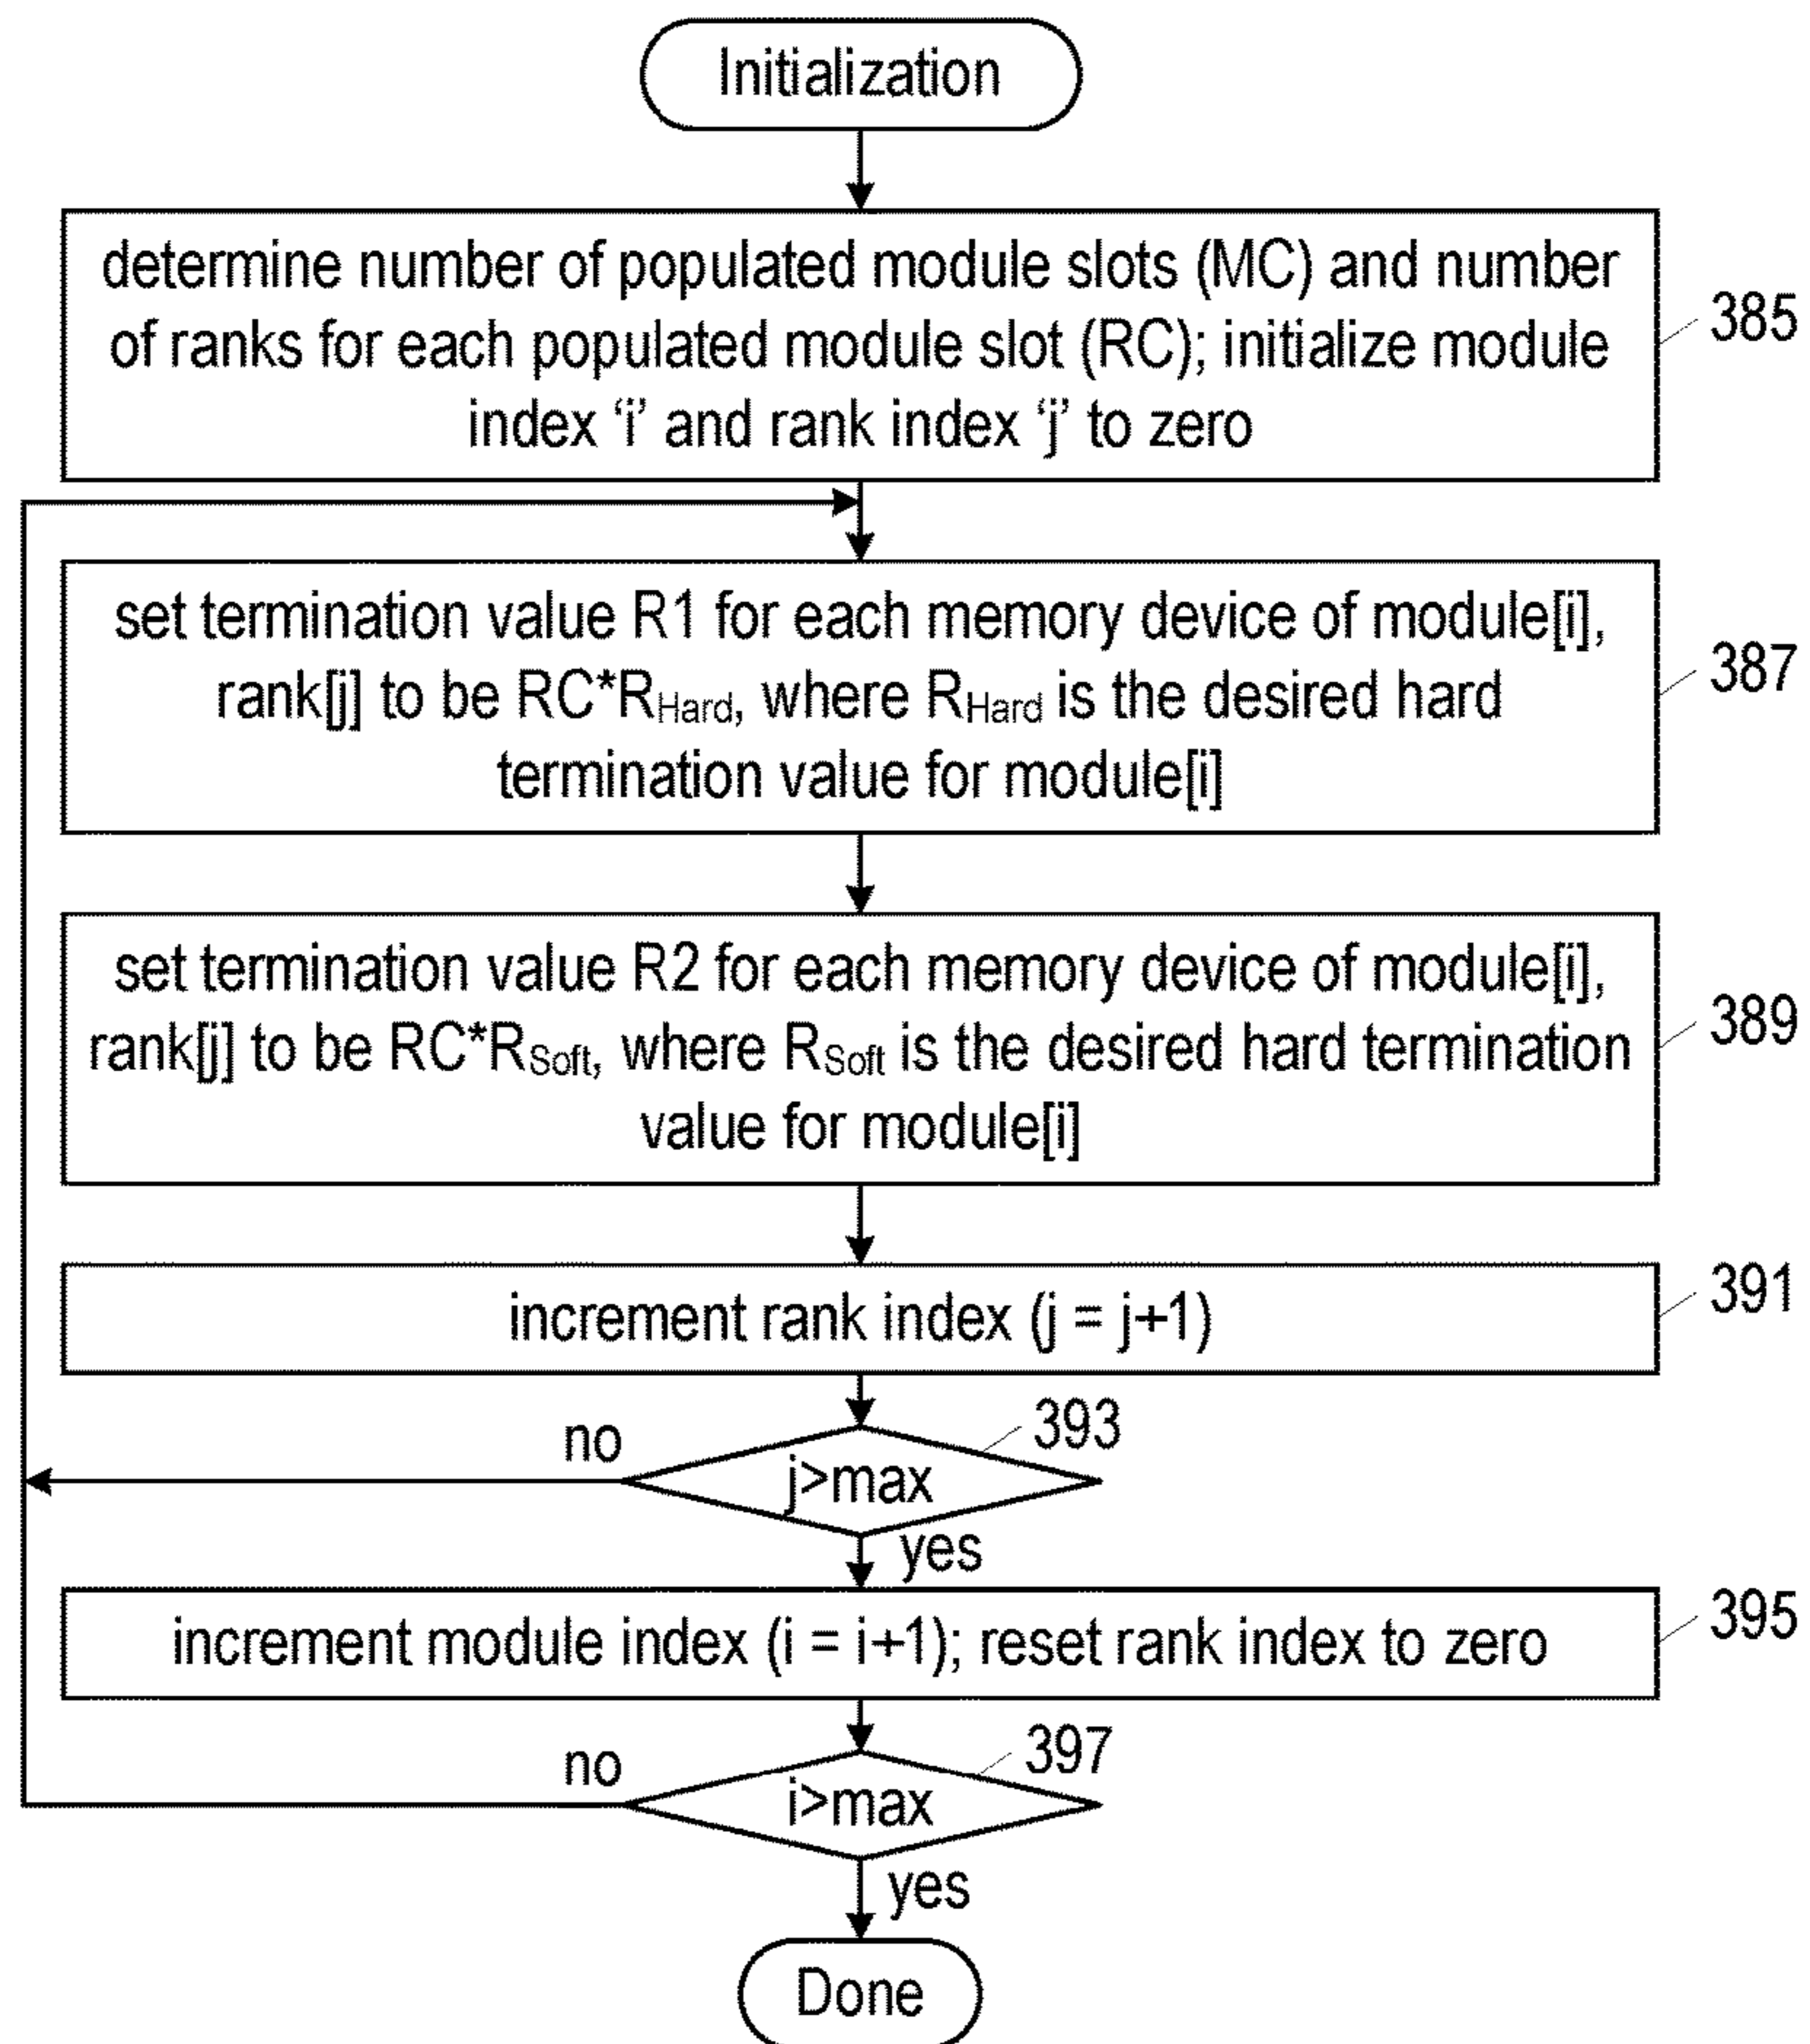 Initialization
determine number of populated module slots (MC) and number
of ranks for each populated module slot (RC); initialize module
index ‘i’ and rank index ‘j’ to zero
385
set termination value R1 for each memory device of module[i],
rank[j] to be RC*RHard, where RHard is the desired hard
termination value for module[i]
387
set termination value R2 for each memory device of module[i],
rank[j] to be RC*RSoft, where RSoft is the desired hard termination
value for module[i]
389
increment rank index (j = j+1)
391
393
no
j>max
yes
increment module index (i = i+1); reset rank index to zero
395
397
no
i>max
yes
Done